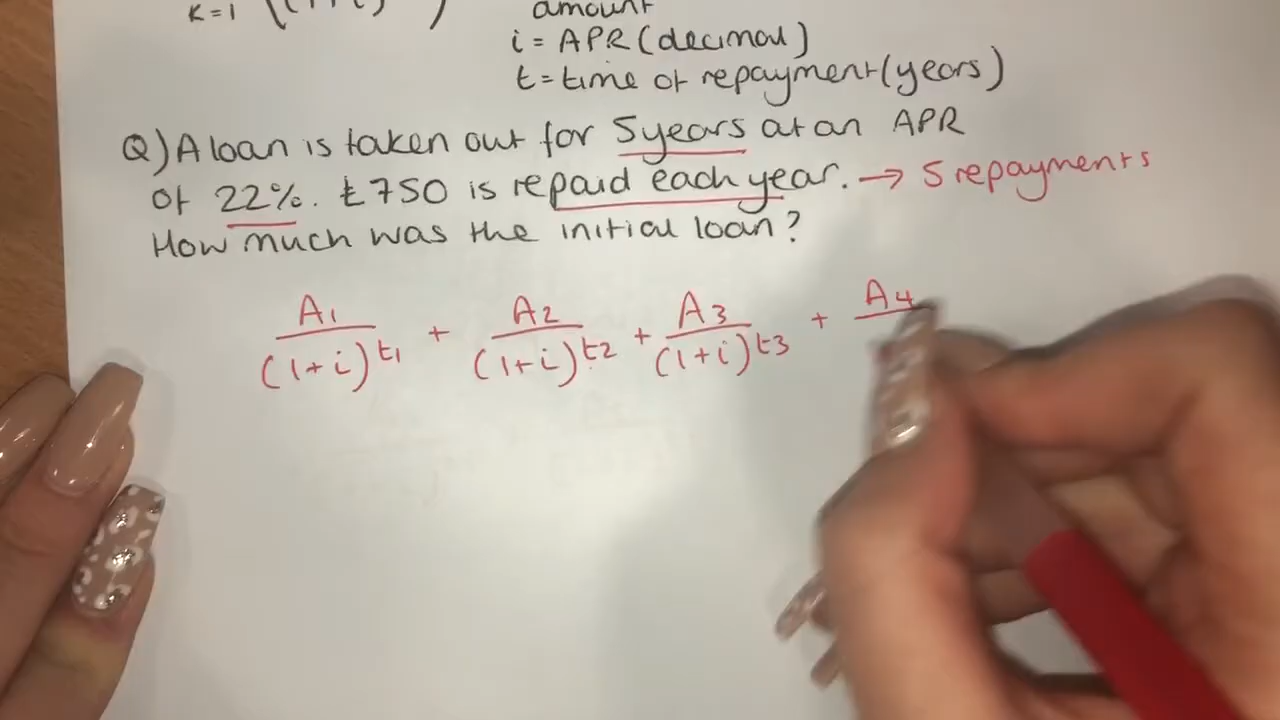 K=1 (1+i)
amount
i = APR (decimal)
t = time of repayment (years)
Q) A loan is taken out for 5 years at an APR
of 22%. £750 is repaid each year. → 5 repayments
How much was the initial loan?
A1 + A2 + A3 + A4
(1+i)^t1 (1+i)^t2 (1+i)^t3